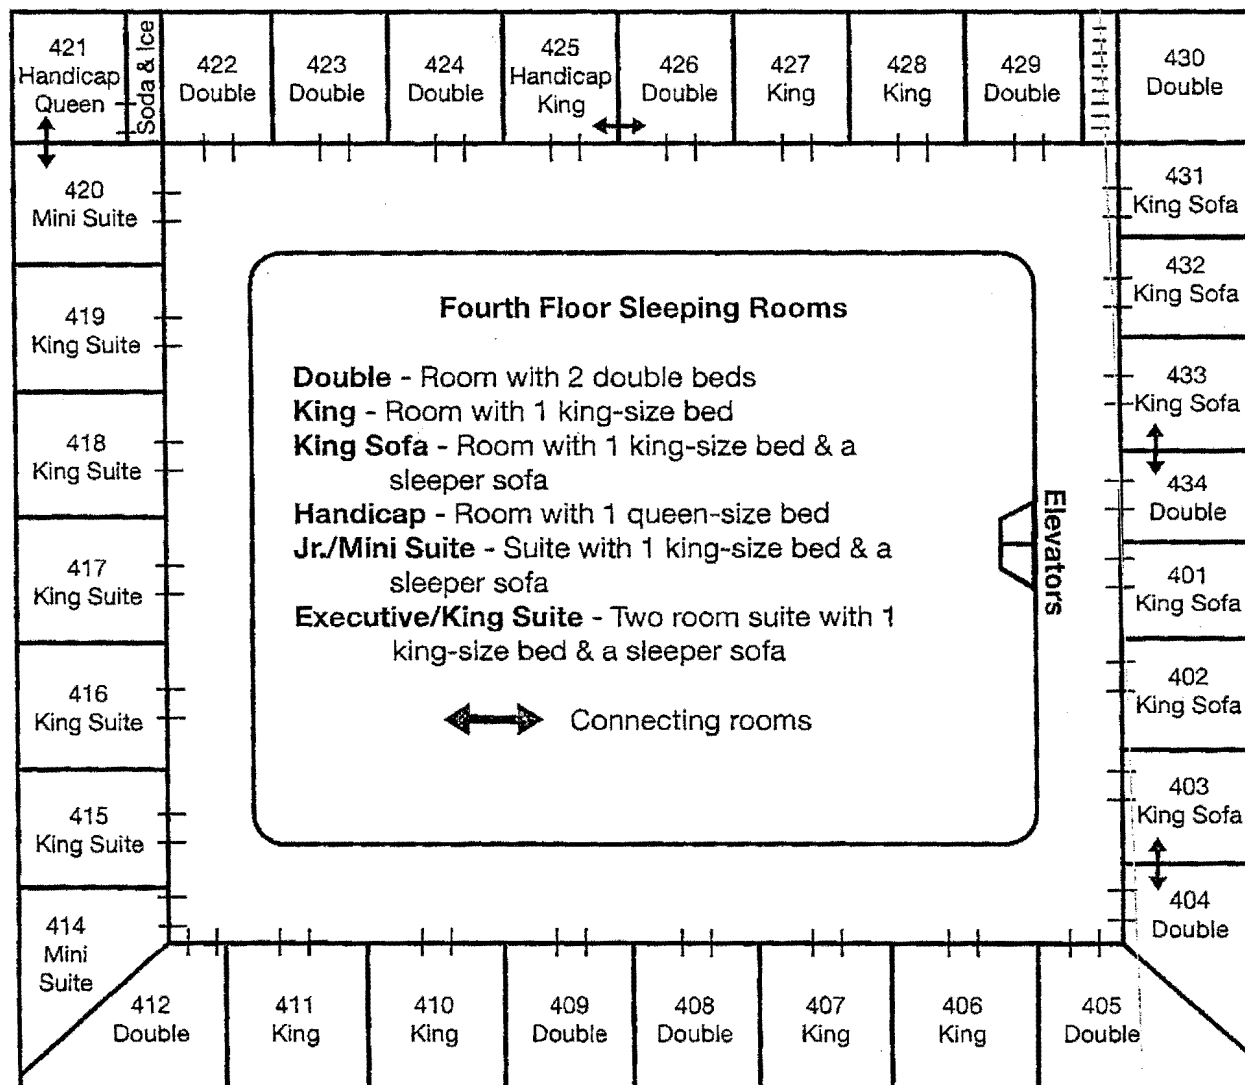 421
Handicap
Queen
Soda & Ice
422
Double
423
Double
424
Double
425
Handicap
King
426
Double
427
King
428
King
429
Double
430
Double
420
Mini Suite
419
King Suite
418
King Suite
417
King Suite
416
King Suite
415
King Suite
414
Mini
Suite
Fourth Floor Sleeping Rooms
Double - Room with 2 double beds
King - Room with 1 king-size bed
King Sofa - Room with 1 king-size bed & a
sleeper sofa
Handicap - Room with 1 queen-size bed
Jr./Mini Suite - Suite with 1 king-size bed & a
sleeper sofa
Executive/King Suite - Two room suite with 1
king-size bed & a sleeper sofa
Connecting rooms
Elevators
431
King Sofa
432
King Sofa
433
King Sofa
434
Double
401
King Sofa
402
King Sofa
403
King Sofa
404
Double
412
Double
411
King
410
King
409
Double
408
Double
407
King
406
King
405
Double